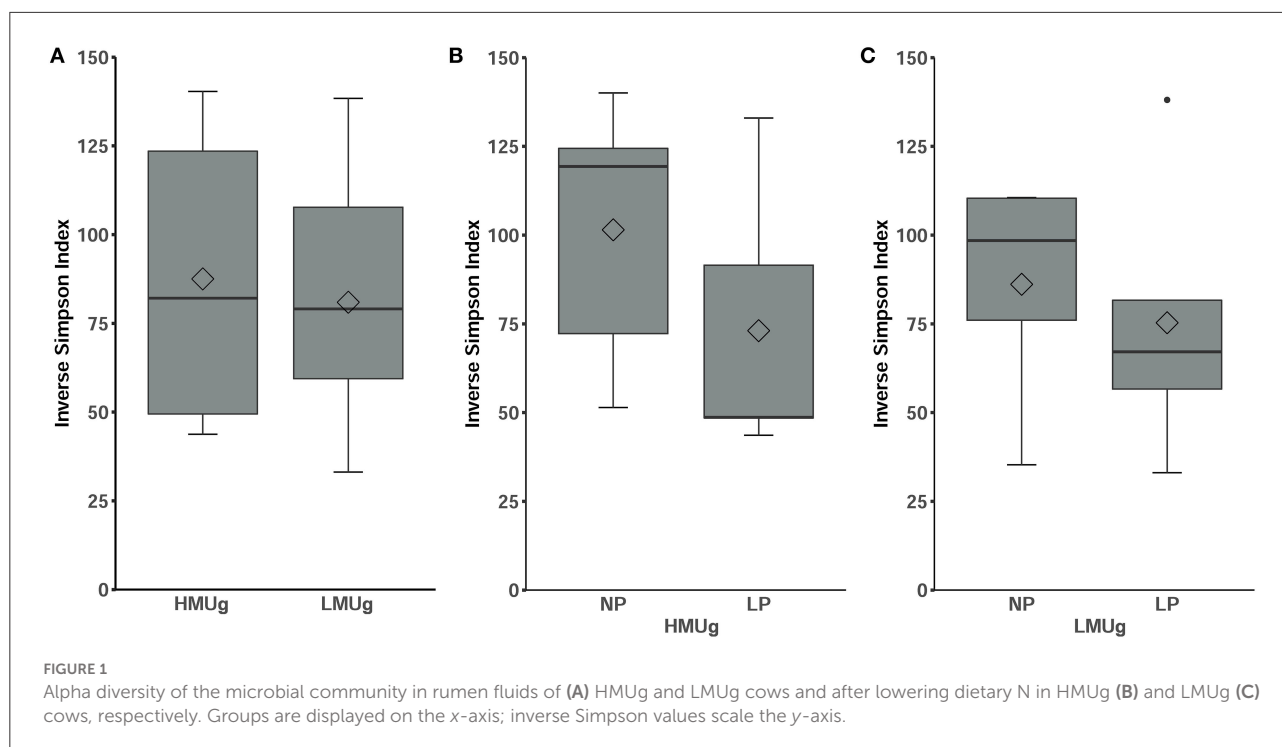 A
150
125
100
75
50
25
0
Inverse Simpson Index
HMUg LMUg
B
150
125
100
75
50
25
0
Inverse Simpson Index
NP LP
HMUg
C
150
125
100
75
50
25
0
Inverse Simpson Index
NP LP
LMUg
FIGURE 1
Alpha diversity of the microbial community in rumen fluids of (A) HMUg and LMUg cows and after lowering dietary N in HMUg (B) and LMUg (C)
cows, respectively. Groups are displayed on the x-axis; inverse Simpson values scale the y-axis.